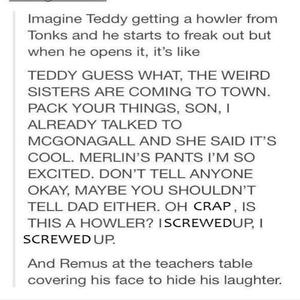 Imagine Teddy getting a howler from
Tonks and he starts to freak out but
when he opens it, it's like
TEDDY GUESS WHAT, THE WEIRD
SISTERS ARE COMING TO TOWN.
PACK YOUR THINGS, SON, I
ALREADY TALKED TO
MCGONAGALL AND SHE SAID IT'S
COOL. MERLIN'S PANTS I'M SO
EXCITED. DON'T TELL ANYONE
OKAY, MAYBE YOU SHOULDN'T
TELL DAD EITHER. OH CRAP, IS
THIS A HOWLER? I SCREWEDUP, I
SCREWED UP.
And Remus at the teachers table
covering his face to hide his laughter.